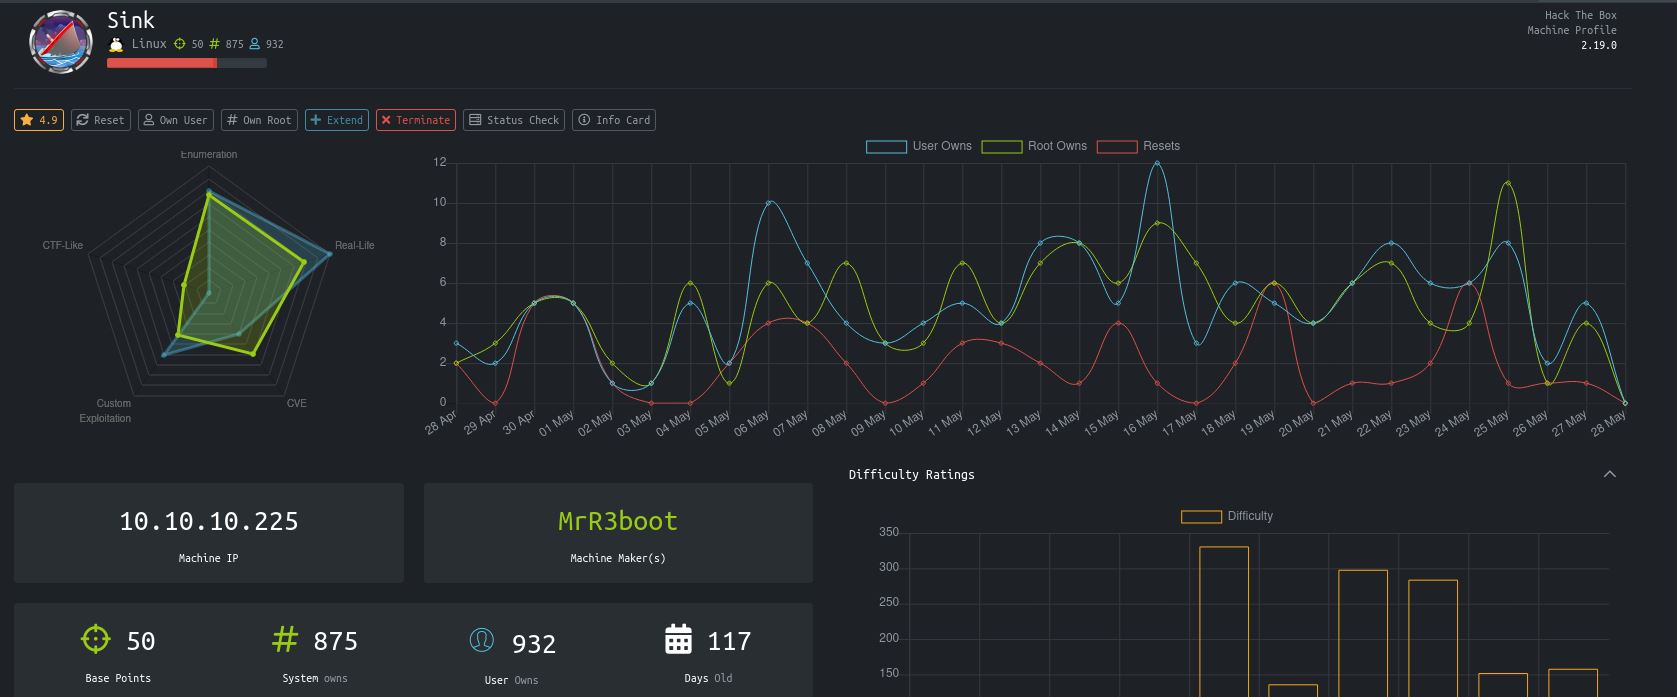 Sink
Linux 50 875 932
Hack The Box
Machine Profile
2.19.0
4.9 Reset Own User Own Root Extend Terminate Status Check Info Card
Enumeration
CTF-Like
Real-Life
Custom
Exploitation
CVE
User Owns Root Owns Resets
12
10
8
6
4
2
0
28 Apr 29 Apr 30 Apr 01 May 02 May 03 May 04 May 05 May 06 May 07 May 08 May 09 May 10 May 11 May 12 May 13 May 14 May 15 May 16 May 17 May 18 May 19 May 20 May 21 May 22 May 23 May 24 May 25 May 26 May 27 May 28 May
10.10.10.225
Machine IP
MrR3boot
Machine Maker(s)
50
Base Points
875
System owns
932
User Owns
117
Days Old
Difficulty Ratings
Difficulty
350
300
250
200
150